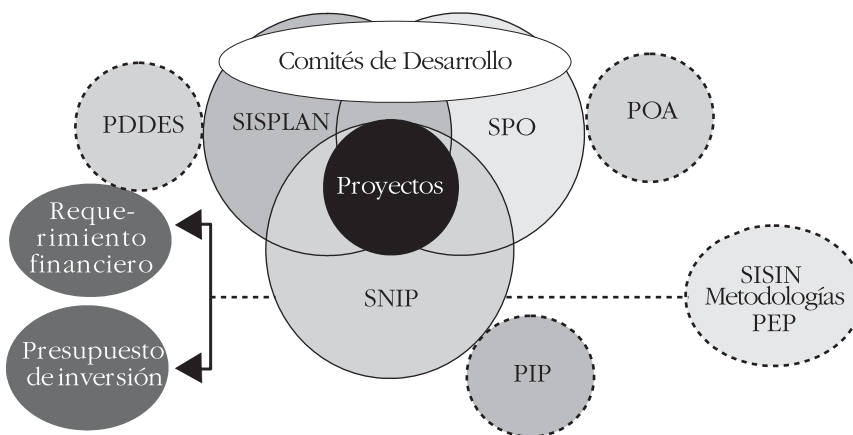 Comités de Desarrollo
PDDES
SISPLAN
SPO
POA
Proyectos
Reque-
rimiento
financiero
SNIP
SISIN
Metodologías
PEP
Presupuesto
de inversión
PIP